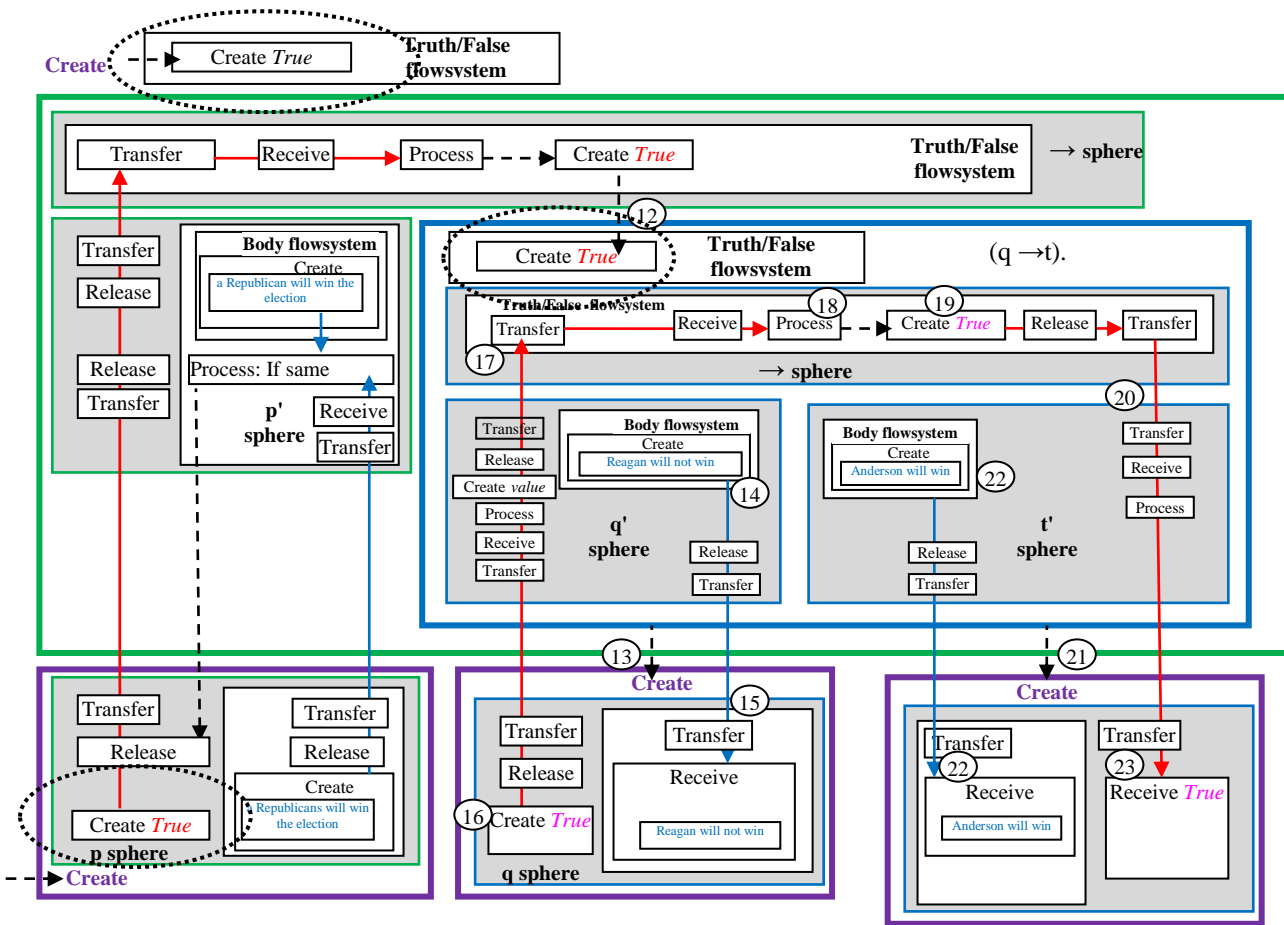 Create
Create True
Truth/False
flowsystem
Transfer
Receive
Process
Create True
Truth/False
flowsystem
→ sphere
12
Transfer
Release
Release
Transfer
Body flowsystem
Create
a Republican will win the
election
Process: If same
p'
sphere
Receive
Transfer
Create True
Truth/False
flowsystem
(q →t).
Truth/False flowsystem
Transfer
Receive
Process
18
Create True
19
Release
Transfer
17
→ sphere
20
Transfer
Release
Create value
Process
Receive
Transfer
Body flowsystem
Create
Reagan will not win
14
q'
sphere
Release
Transfer
Body flowsystem
Create
Anderson will win
22
t'
sphere
Release
Transfer
Transfer
Receive
Process
13
21
Transfer
Release
Create True
p sphere
Create
Transfer
Release
Create
Republicans will win
the election
Create
15
Transfer
Release
16
Create True
q sphere
Transfer
Receive
Reagan will not win
Create
Transfer
22
Receive
Anderson will win
Transfer
23
Receive True